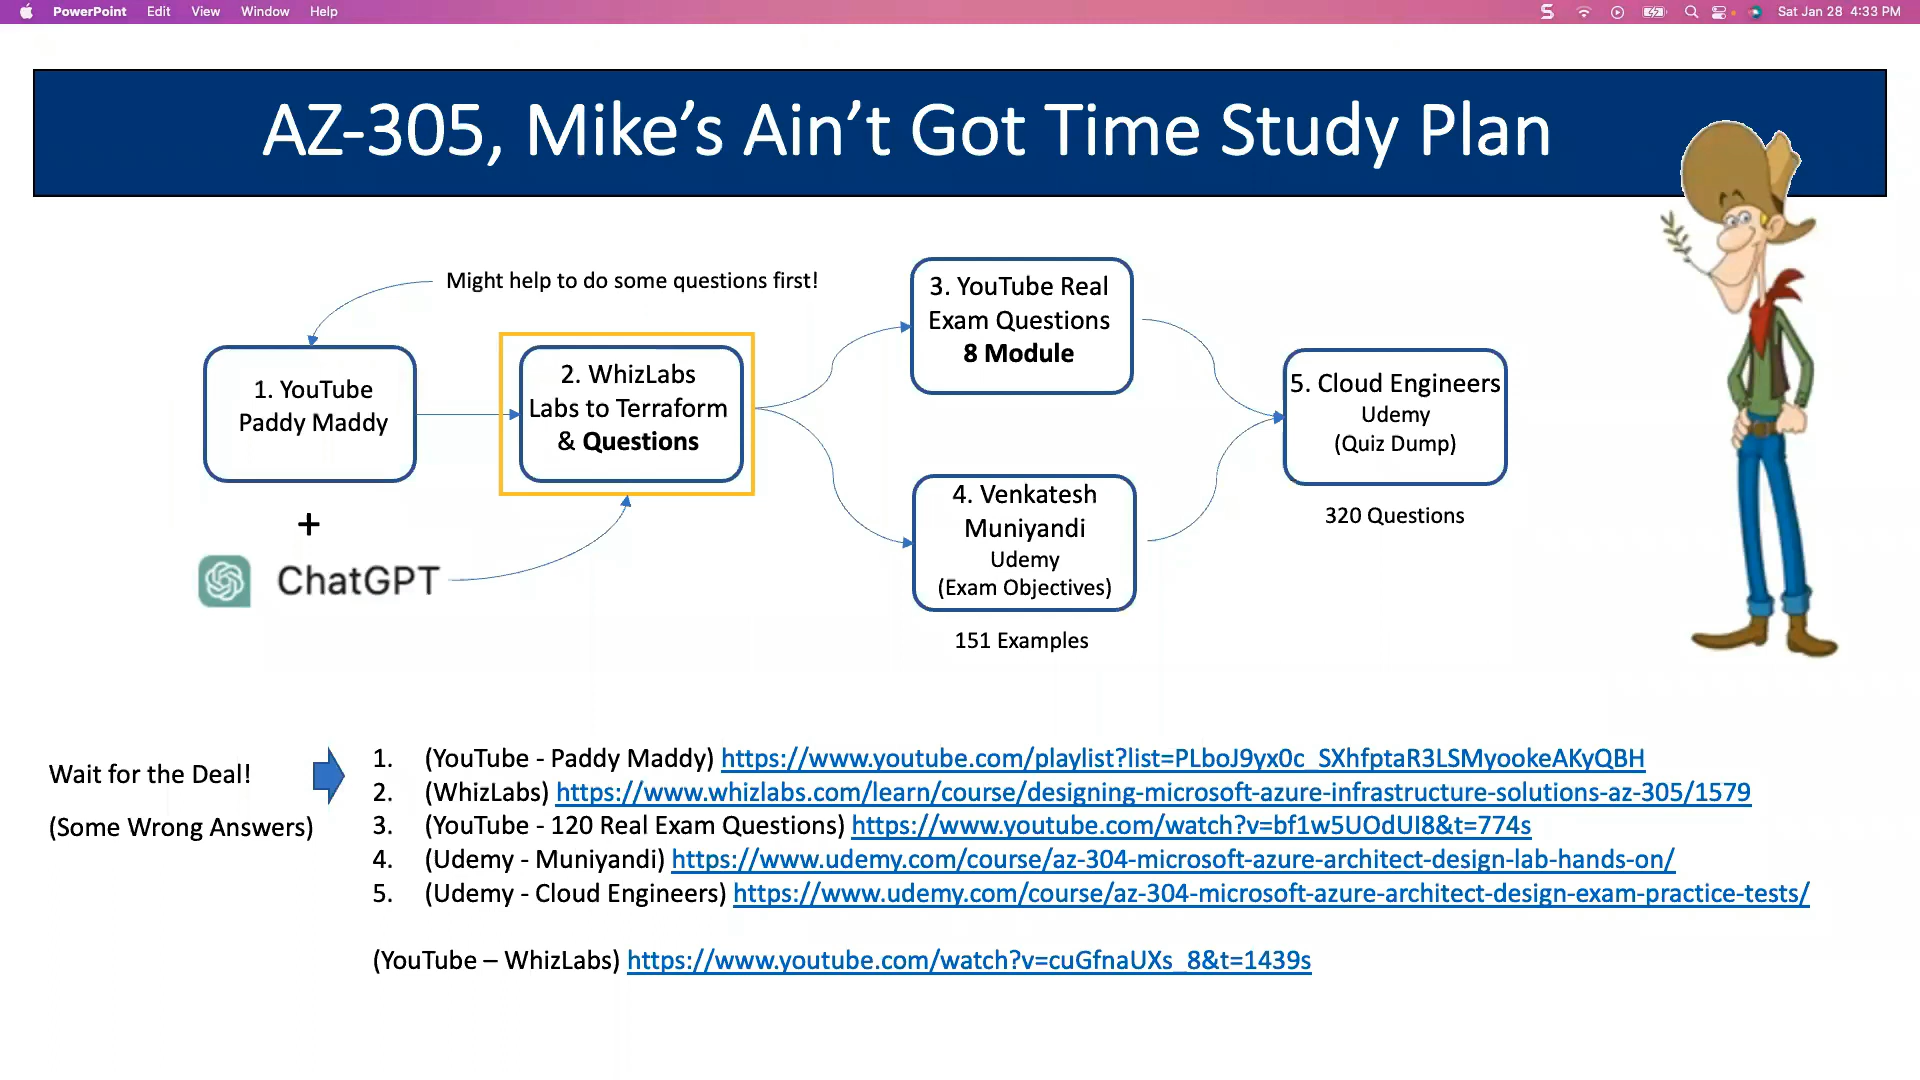 PowerPoint Edit View Window Help
Sat Jan 28 4:33 PM
AZ-305, Mike's Ain't Got Time Study Plan
Might help to do some questions first!
1. YouTube
Paddy Maddy
+
ChatGPT
2. WhizLabs
Labs to Terraform
& Questions
3. YouTube Real
Exam Questions
8 Module
4. Venkatesh
Muniyandi
Udemy
(Exam Objectives)
151 Examples
5. Cloud Engineers
Udemy
(Quiz Dump)
320 Questions
Wait for the Deal!
(Some Wrong Answers)
1. (YouTube - Paddy Maddy) https://www.youtube.com/playlist?list=PLboJ9yx0c_SXhfptaR3LSMyookeAKyQBH
2. (WhizLabs) https://www.whizlabs.com/learn/course/designing-microsoft-azure-infrastructure-solutions-az-305/1579
3. (YouTube - 120 Real Exam Questions) https://www.youtube.com/watch?v=bf1w5UOdUI8&t=774s
4. (Udemy - Muniyandi) https://www.udemy.com/course/az-304-microsoft-azure-architect-design-lab-hands-on/
5. (Udemy - Cloud Engineers) https://www.udemy.com/course/az-304-microsoft-azure-architect-design-exam-practice-tests/
(YouTube – WhizLabs) https://www.youtube.com/watch?v=cuGfnaUXs_8&t=1439s